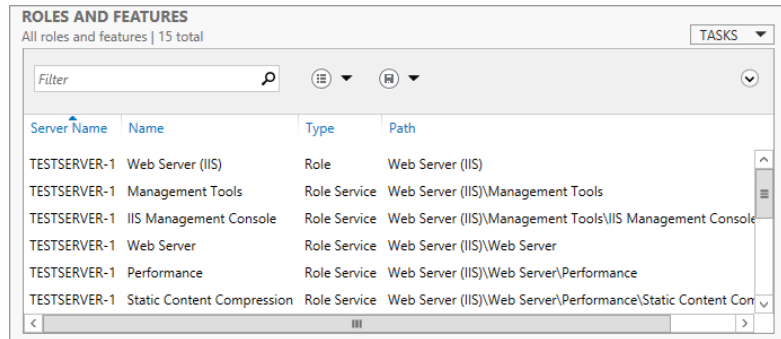 ROLES AND FEATURES
All roles and features | 15 total
TASKS
Filter
Server Name Name Type Path
TESTSERVER-1 Web Server (IIS) Role Web Server (IIS)
TESTSERVER-1 Management Tools Role Service Web Server (IIS)\Management Tools
TESTSERVER-1 IIS Management Console Role Service Web Server (IIS)\Management Tools\IIS Management Console
TESTSERVER-1 Web Server Role Service Web Server (IIS)\Web Server
TESTSERVER-1 Performance Role Service Web Server (IIS)\Web Server\Performance
TESTSERVER-1 Static Content Compression Role Service Web Server (IIS)\Web Server\Performance\Static Content Com